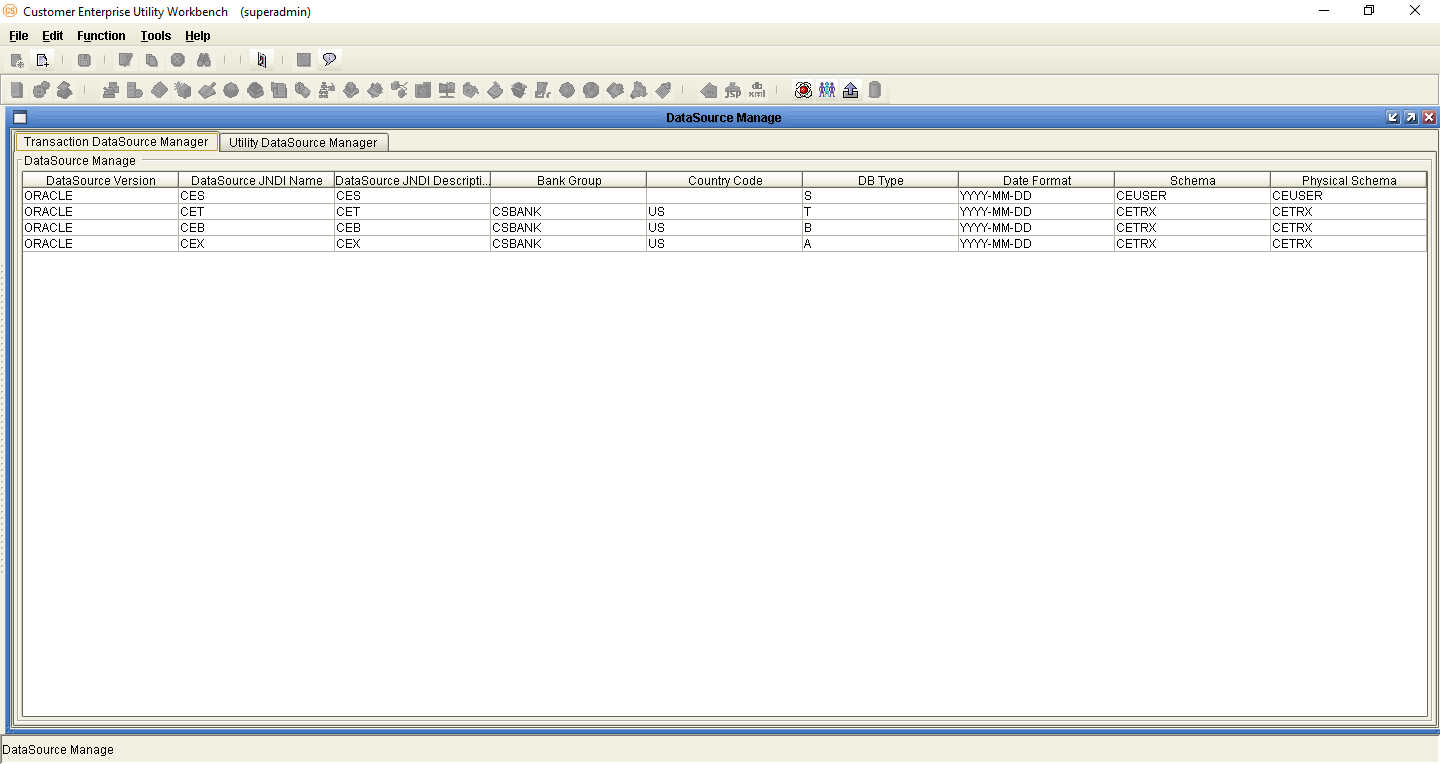 CS Customer Enterprise Utility Workbench (superadmin)
File Edit Function Tools Help
jsp xml
DataSource Manage
Transaction DataSource Manager Utility DataSource Manager
DataSource Manage
DataSource Version DataSource JNDI Name DataSource JNDI Descripti... Bank Group Country Code DB Type Date Format Schema Physical Schema
ORACLE CES CES S YYYY-MM-DD CEUSER CEUSER
ORACLE CET CET CSBANK US T YYYY-MM-DD CETRX CETRX
ORACLE CEB CEB CSBANK US B YYYY-MM-DD CETRX CETRX
ORACLE CEX CEX CSBANK US A YYYY-MM-DD CETRX CETRX
DataSource Manage